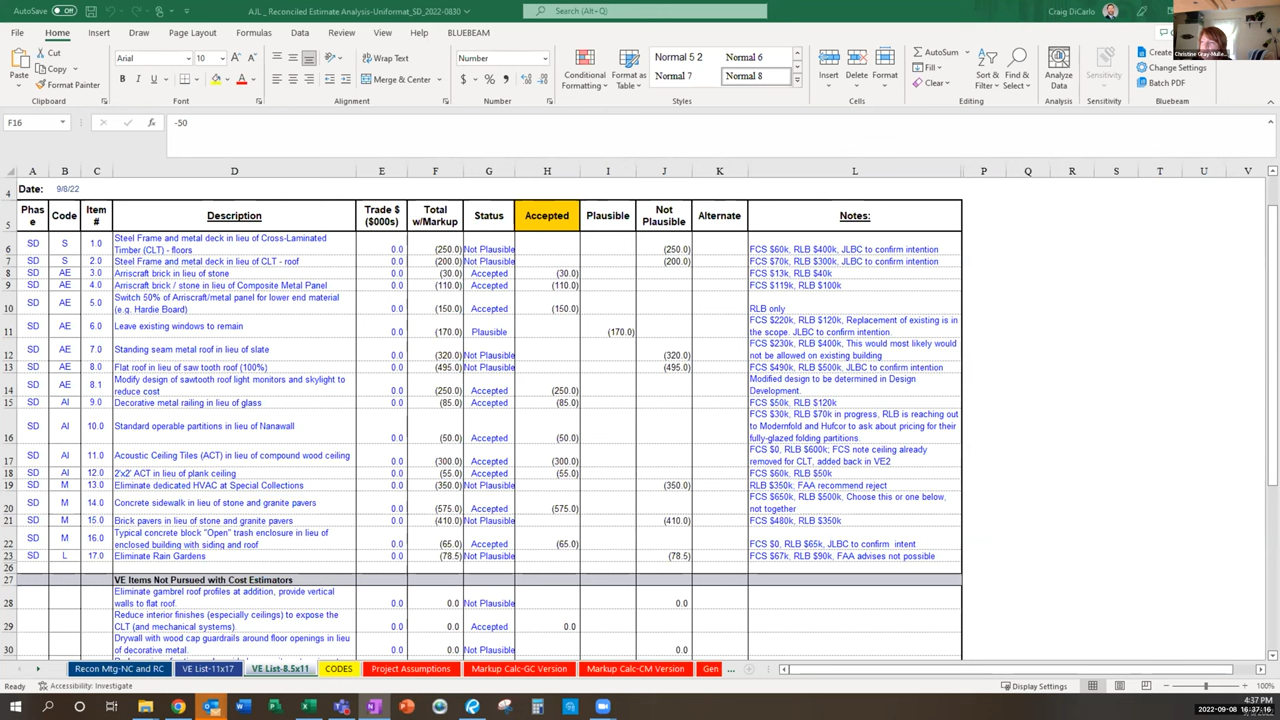 AutoSave Off
AJL _ Reconciled Estimate Analysis-Uniformat_SD_2022-0830
Search (Alt+Q)
Craig DiCarlo
File Home Insert Draw Page Layout Formulas Data Review View Help BLUEBEAM
Paste
Cut
Copy
Format Painter
Clipboard
Arial 10
B I U
Font
Wrap Text
Merge & Center
Alignment
Number
$ % 9
Number
Conditional Formatting
Format as Table
Normal 5 2 Normal 6
Normal 7 Normal 8
Styles
Insert Delete Format
Cells
AutoSum
Fill
Clear
Sort & Filter
Find & Select
Editing
Analyze Data
Analysis
Sensitivity
Sensitivity
Change Settings
Batch PDF
Bluebeam
F16 fx -50
A B C D E F G H I J K L P Q R S T U V
4 Date: 9/8/22
5 Phase Code Item # Description Trade $ ($000s) Total w/Markup Status Accepted Plausible Not Plausible Alternate Notes:
6 SD S 1.0 Steel Frame and metal deck in lieu of Cross-Laminated Timber (CLT) - floors 0.0 (250.0) Not Plausible (250.0) FCS $60k, RLB $400k, JLBC to confirm intention
7 SD S 2.0 Steel Frame and metal deck in lieu of CLT - roof 0.0 (200.0) Not Plausible (200.0) FCS $70k, RLB $300k, JLBC to confirm intention
8 SD AE 3.0 Arriscraft brick in lieu of stone 0.0 (30.0) Accepted (30.0) FCS $13k, RLB $40k
9 SD AE 4.0 Arriscraft brick / stone in lieu of Composite Metal Panel 0.0 (110.0) Accepted (110.0) FCS $119k, RLB $100k
10 SD AE 5.0 Switch 50% of Arriscraft/metal panel for lower end material (e.g. Hardie Board) 0.0 (150.0) Accepted (150.0) RLB only
11 SD AE 6.0 Leave existing windows to remain 0.0 (170.0) Plausible (170.0) FCS $220k, RLB $120k, Replacement of existing is in the scope. JLBC to confirm intention.
12 SD AE 7.0 Standing seam metal roof in lieu of slate 0.0 (320.0) Not Plausible (320.0) FCS $230k, RLB $400k, This would most likely would not be allowed on existing building
13 SD AE 8.0 Flat roof in lieu of saw tooth roof (100%) 0.0 (495.0) Not Plausible (495.0) FCS $490k, RLB $500k, JLBC to confirm intention
14 SD AE 8.1 Modify design of sawtooth roof light monitors and skylight to reduce cost 0.0 (250.0) Accepted (250.0) Modified design to be determined in Design Development.
15 SD AI 9.0 Decorative metal railing in lieu of glass 0.0 (85.0) Accepted (85.0) FCS $50k, RLB $120k
16 SD AI 10.0 Standard operable partitions in lieu of Nanawall 0.0 (50.0) Accepted (50.0) FCS $30k, RLB $70k in progress, RLB is reaching out to Modernfold and Hufcor to ask about pricing for their fully-glazed folding partitions.
17 SD AI 11.0 Acoustic Ceiling Tiles (ACT) in lieu of compound wood ceiling 0.0 (300.0) Accepted (300.0) FCS $0, RLB $600k; FCS note ceiling already removed for CLT, added back in VE2
18 SD AI 12.0 2'x2' ACT in lieu of plank ceiling 0.0 (55.0) Accepted (55.0) FCS $60k, RLB $50k
19 SD M 13.0 Eliminate dedicated HVAC at Special Collections 0.0 (350.0) Not Plausible (350.0) RLB $350k: FAA recommend reject
20 SD M 14.0 Concrete sidewalk in lieu of stone and granite pavers 0.0 (575.0) Accepted (575.0) FCS $650k, RLB $500k, Choose this or one below, not together
21 SD M 15.0 Brick pavers in lieu of stone and granite pavers 0.0 (410.0) Not Plausible (410.0) FCS $480k, RLB $350k
22 SD M 16.0 Typical concrete block "Open" trash enclosure in lieu of enclosed building with siding and roof 0.0 (65.0) Accepted (65.0) FCS $0, RLB $65k, JLBC to confirm intent
23 SD L 17.0 Eliminate Rain Gardens 0.0 (78.5) Not Plausible (78.5) FCS $67k, RLB $90k, FAA advises not possible
26
27 VE Items Not Pursued with Cost Estimators
28 Eliminate gambrel roof profiles at addition, provide vertical walls to flat roof. 0.0 0.0 Not Plausible 0.0
29 Reduce interior finishes (especially ceilings) to expose the CLT (and mechanical systems). 0.0 0.0 Accepted 0.0
30 Drywall with wood cap guardrails around floor openings in lieu of decorative metal. 0.0 0.0 Not Plausible 0.0
Recon Mtg-NC and RC VE List-11x17 VE List-8.5x11 CODES Project Assumptions Markup Calc-GC Version Markup Calc-CM Version Gen ...
Ready Accessibility: Investigate Display Settings 100%
4:37 PM
2022-09-08 16:37:16